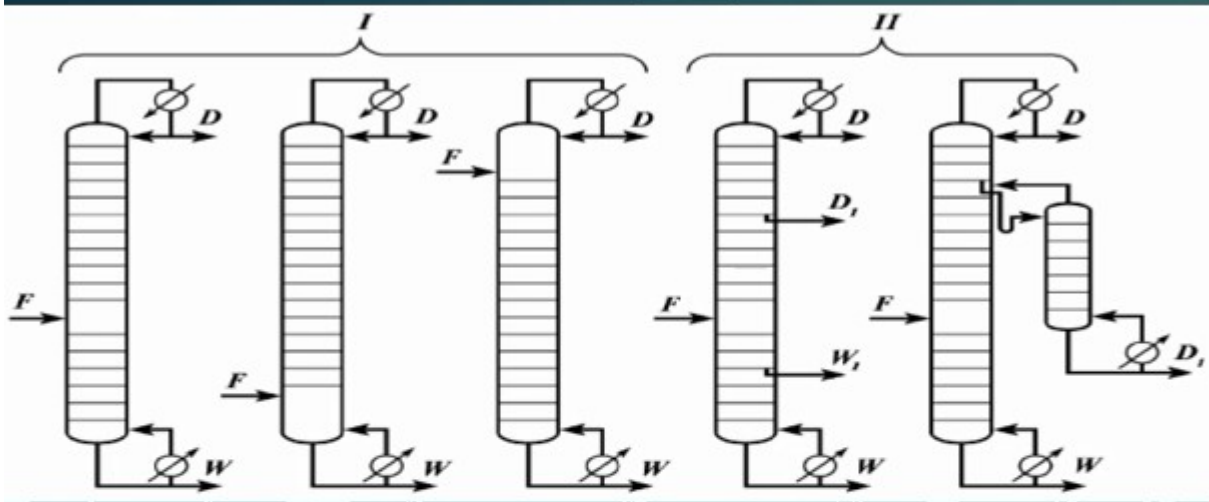 I II
D D D D D
F
D₁
F F F
W₁
D₁
F
W W W W W